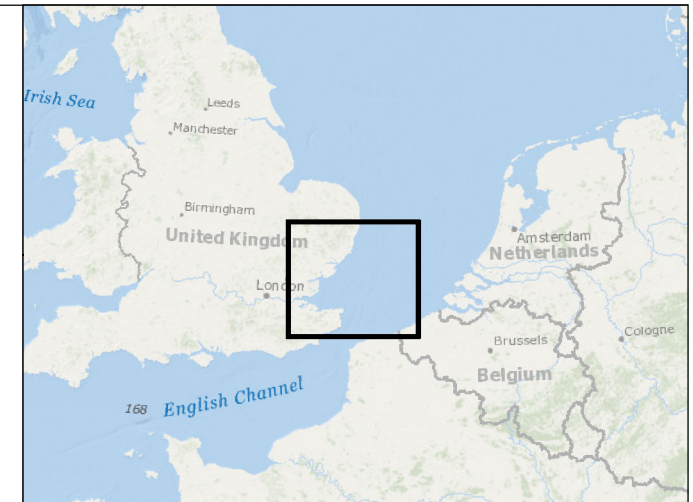 Irish Sea
Leeds
Manchester
Birmingham
United Kingdom
Amsterdam
Netherlands
London
Brussels
Cologne
Belgium
168
English Channel